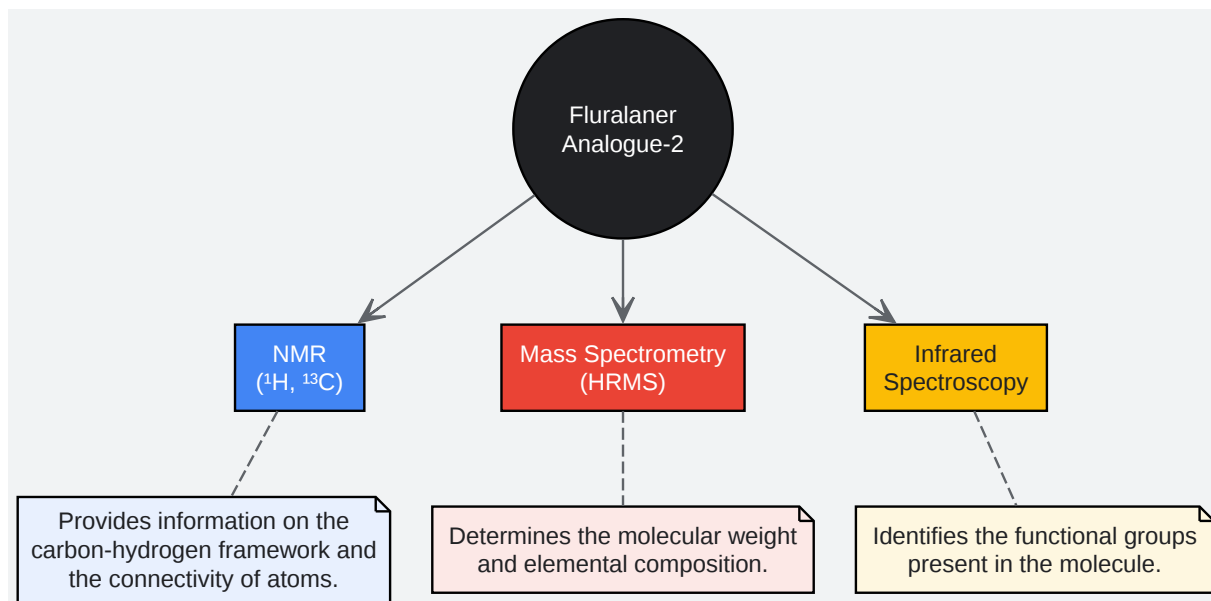 Fluralaner
Analogue-2
NMR
(¹H, ¹³C)
Mass Spectrometry
(HRMS)
Infrared
Spectroscopy
Provides information on the
carbon-hydrogen framework and
the connectivity of atoms.
Determines the molecular weight
and elemental composition.
Identifies the functional groups
present in the molecule.